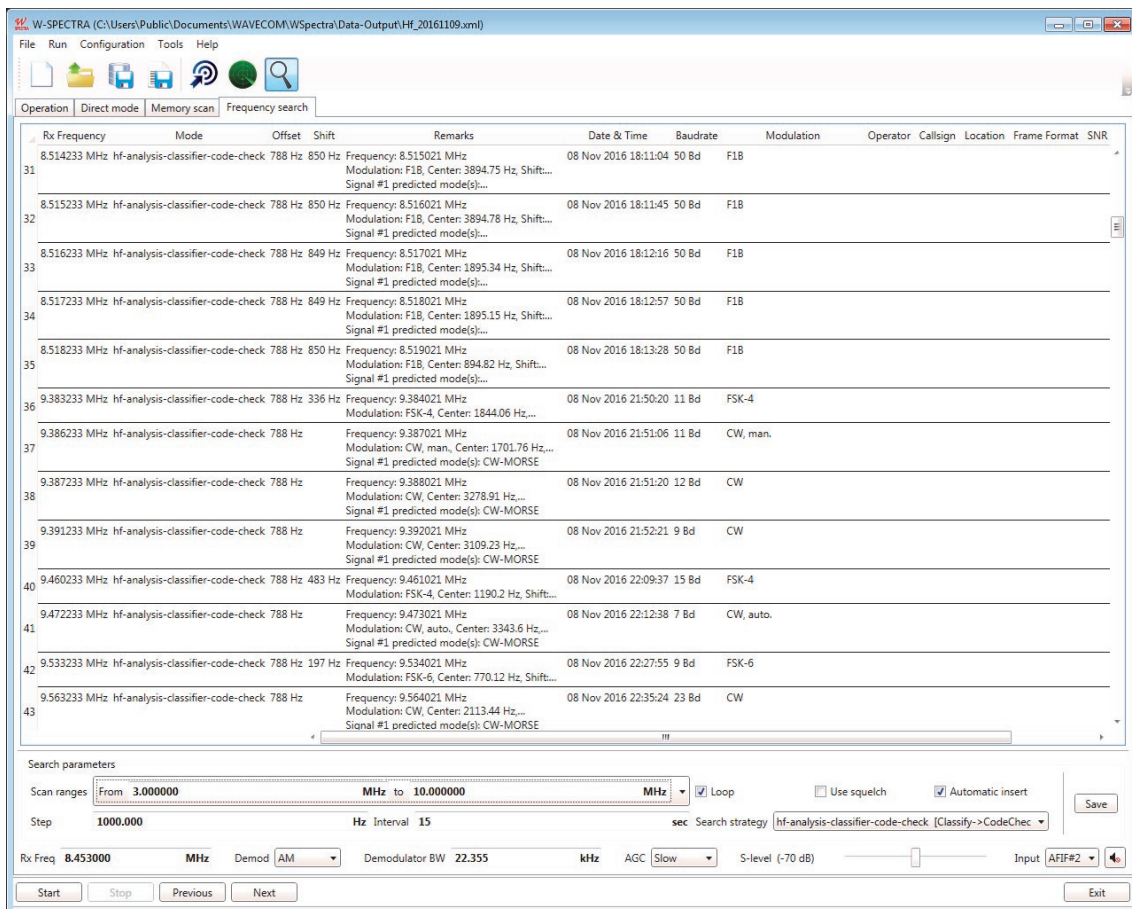 W-SPECTRA (C:\Users\Public\Documents\WAVECOM\WSpectra\Data-Output\Hf_20161109.xml)
File Run Configuration Tools Help
Operation Direct mode Memory scan Frequency search
Rx Frequency Mode Offset Shift Remarks Date & Time Baudrate Modulation Operator Callsign Location Frame Format SNR
8.514233 MHz hf-analysis-classifier-code-check 788 Hz 850 Hz Frequency: 8.515021 MHz 08 Nov 2016 18:11:04 50 Bd F1B
31 Modulation: F1B, Center: 3894.75 Hz, Shift:...
Signal #1 predicted mode(s):...
8.515233 MHz hf-analysis-classifier-code-check 788 Hz 850 Hz Frequency: 8.516021 MHz 08 Nov 2016 18:11:45 50 Bd F1B
32 Modulation: F1B, Center: 3894.78 Hz, Shift:...
Signal #1 predicted mode(s):...
8.516233 MHz hf-analysis-classifier-code-check 788 Hz 849 Hz Frequency: 8.517021 MHz 08 Nov 2016 18:12:16 50 Bd F1B
33 Modulation: F1B, Center: 1895.34 Hz, Shift:...
Signal #1 predicted mode(s):...
8.517233 MHz hf-analysis-classifier-code-check 788 Hz 849 Hz Frequency: 8.518021 MHz 08 Nov 2016 18:12:57 50 Bd F1B
34 Modulation: F1B, Center: 1895.15 Hz, Shift:...
Signal #1 predicted mode(s):...
8.518233 MHz hf-analysis-classifier-code-check 788 Hz 850 Hz Frequency: 8.519021 MHz 08 Nov 2016 18:13:28 50 Bd F1B
35 Modulation: F1B, Center: 894.82 Hz, Shift:...
Signal #1 predicted mode(s):...
36 9.383233 MHz hf-analysis-classifier-code-check 788 Hz 336 Hz Frequency: 9.384021 MHz 08 Nov 2016 21:50:20 11 Bd FSK-4
Modulation: FSK-4, Center: 1844.06 Hz,...
9.386233 MHz hf-analysis-classifier-code-check 788 Hz Frequency: 9.387021 MHz 08 Nov 2016 21:51:06 11 Bd CW, man.
37 Modulation: CW, man., Center: 1701.76 Hz,...
Signal #1 predicted mode(s): CW-MORSE
9.387233 MHz hf-analysis-classifier-code-check 788 Hz Frequency: 9.388021 MHz 08 Nov 2016 21:51:20 12 Bd CW
38 Modulation: CW, Center: 3278.91 Hz,...
Signal #1 predicted mode(s): CW-MORSE
9.391233 MHz hf-analysis-classifier-code-check 788 Hz Frequency: 9.392021 MHz 08 Nov 2016 21:52:21 9 Bd CW
39 Modulation: CW, Center: 3109.23 Hz,...
Signal #1 predicted mode(s): CW-MORSE
40 9.460233 MHz hf-analysis-classifier-code-check 788 Hz 483 Hz Frequency: 9.461021 MHz 08 Nov 2016 22:09:37 15 Bd FSK-4
Modulation: FSK-4, Center: 1190.2 Hz, Shift:...
9.472233 MHz hf-analysis-classifier-code-check 788 Hz Frequency: 9.473021 MHz 08 Nov 2016 22:12:38 7 Bd CW, auto.
41 Modulation: CW, auto., Center: 3343.6 Hz,...
Signal #1 predicted mode(s): CW-MORSE
42 9.533233 MHz hf-analysis-classifier-code-check 788 Hz 197 Hz Frequency: 9.534021 MHz 08 Nov 2016 22:27:55 9 Bd FSK-6
Modulation: FSK-6, Center: 770.12 Hz, Shift:...
9.563233 MHz hf-analysis-classifier-code-check 788 Hz Frequency: 9.564021 MHz 08 Nov 2016 22:35:24 23 Bd CW
43 Modulation: CW, Center: 2113.44 Hz,...
Signal #1 predicted mode(s): CW-MORSE
Search parameters
Scan ranges From 3.000000 MHz to 10.000000 MHz Loop Use squelch Automatic insert Save
Step 1000.000 Hz Interval 15 sec Search strategy hf-analysis-classifier-code-check [Classify->CodeChec
Rx Freq 8.453000 MHz Demod AM Demodulator BW 22.355 kHz AGC Slow S-level (-70 dB) Input AFIF#2
Start Stop Previous Next Exit